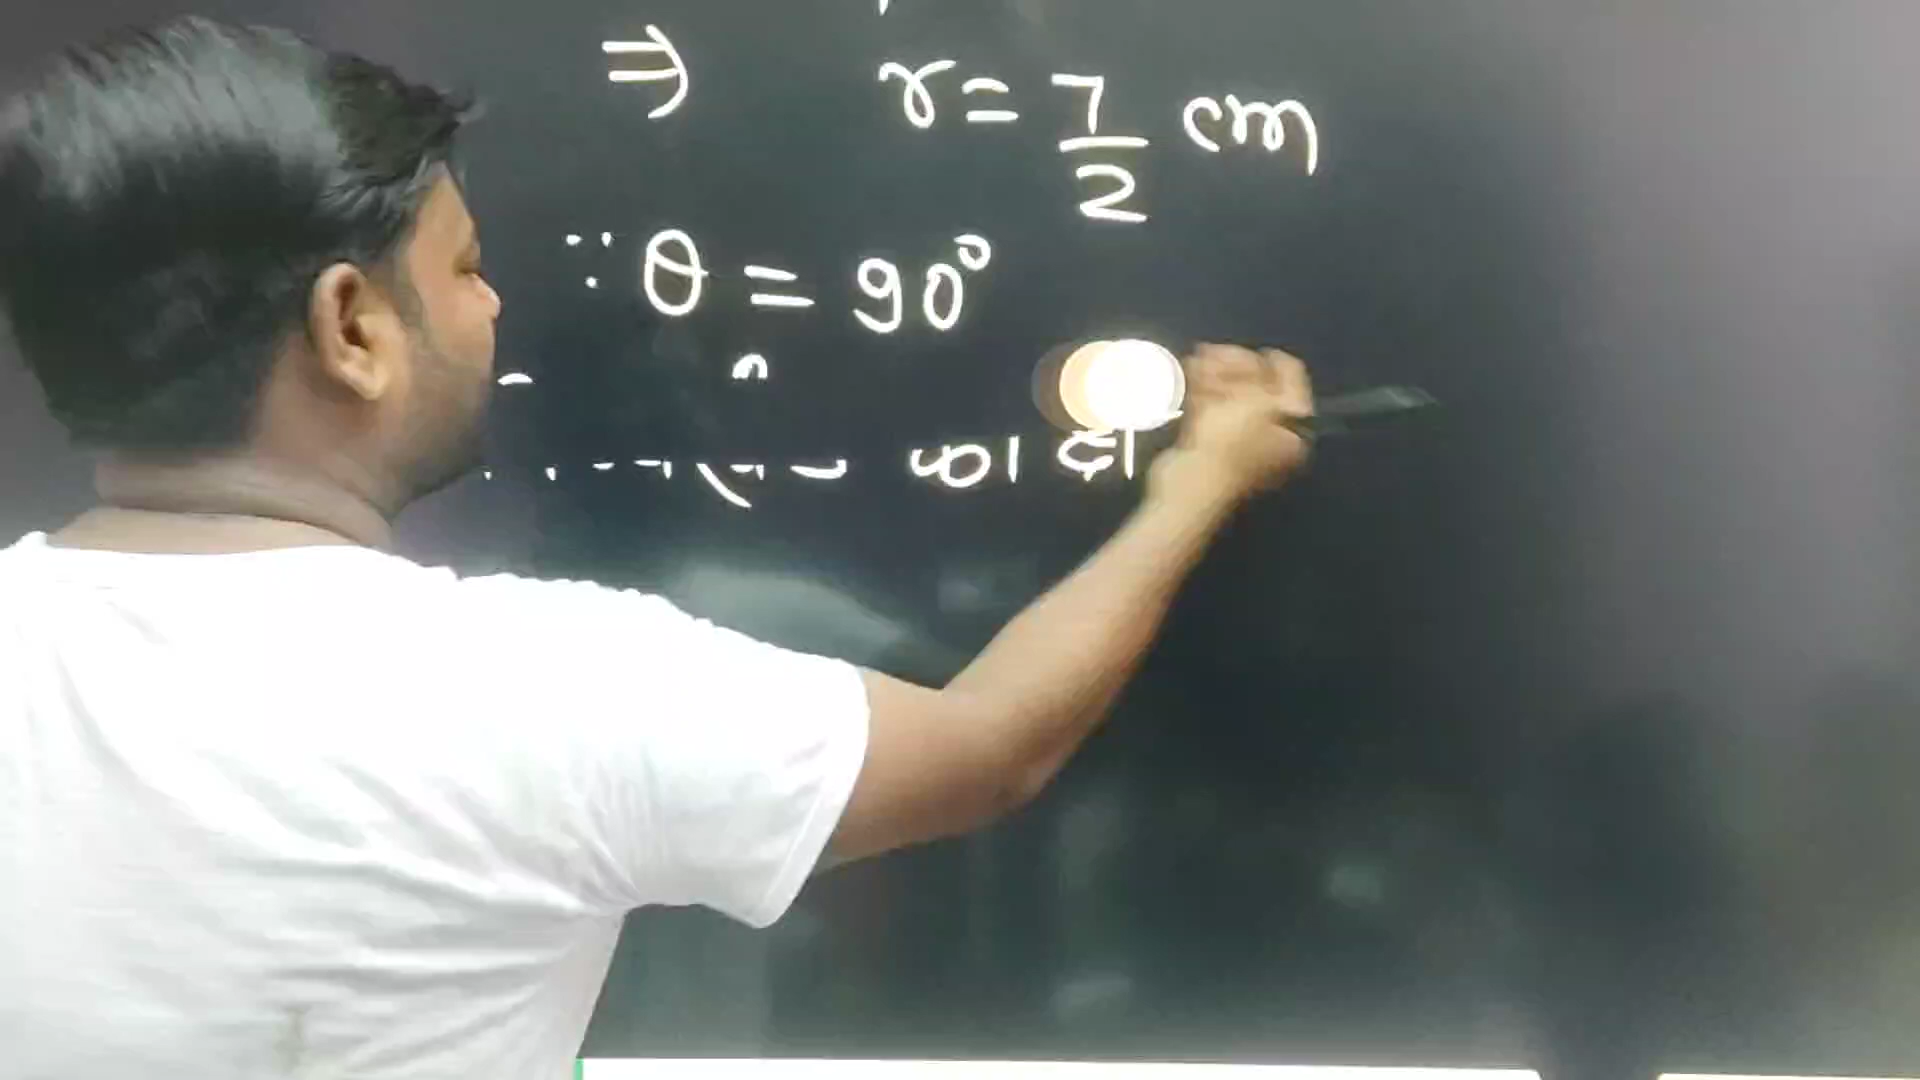 ⇒ r = 7/2 cm
∵ θ = 90°
का